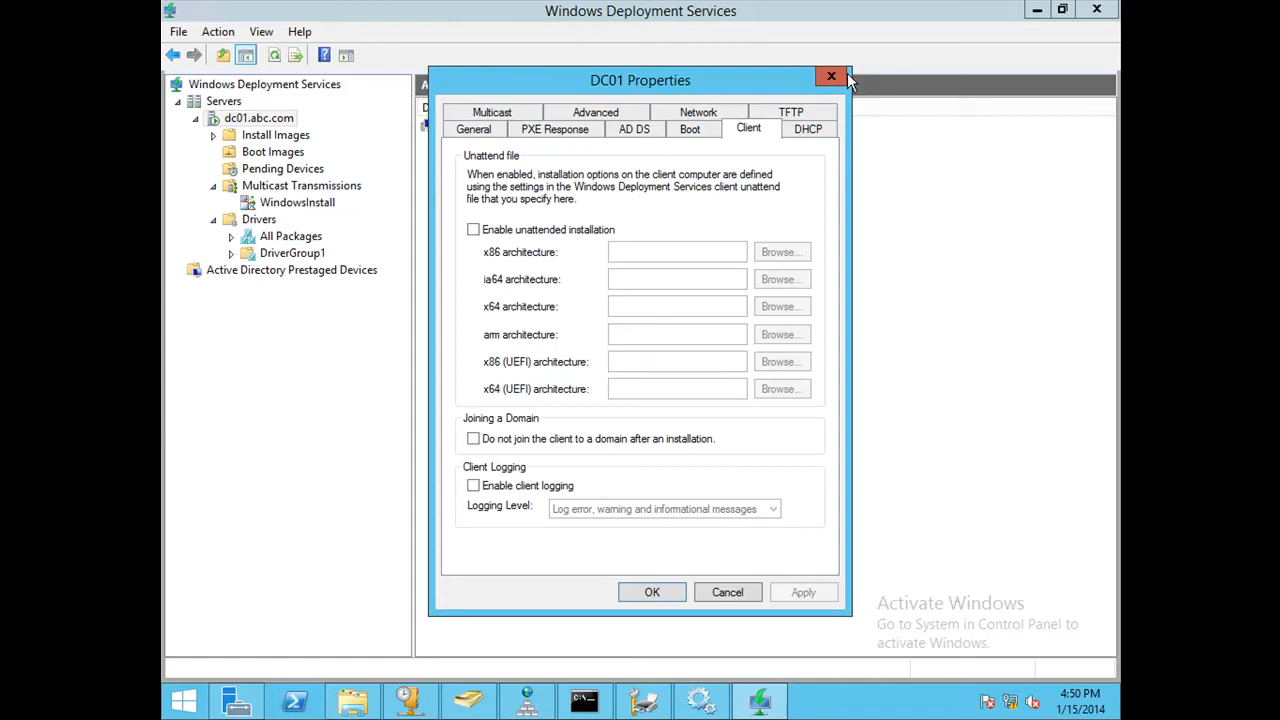 Windows Deployment Services
File Action View Help
Windows Deployment Services
Servers
dc01.abc.com
Install Images
Boot Images
Pending Devices
Multicast Transmissions
WindowsInstall
Drivers
All Packages
DriverGroup1
Active Directory Prestaged Devices
DC01 Properties
Multicast Advanced Network TFTP
General PXE Response AD DS Boot Client DHCP
Unattend file
When enabled, installation options on the client computer are defined
using the settings in the Windows Deployment Services client unattend
file that you specify here.
Enable unattended installation
x86 architecture: Browse...
ia64 architecture: Browse...
x64 architecture: Browse...
arm architecture: Browse...
x86 (UEFI) architecture: Browse...
x64 (UEFI) architecture: Browse...
Joining a Domain
Do not join the client to a domain after an installation.
Client Logging
Enable client logging
Logging Level: Log error, warning and informational messages
OK Cancel Apply
Activate Windows
Go to System in Control Panel to
activate Windows.
4:50 PM
1/15/2014